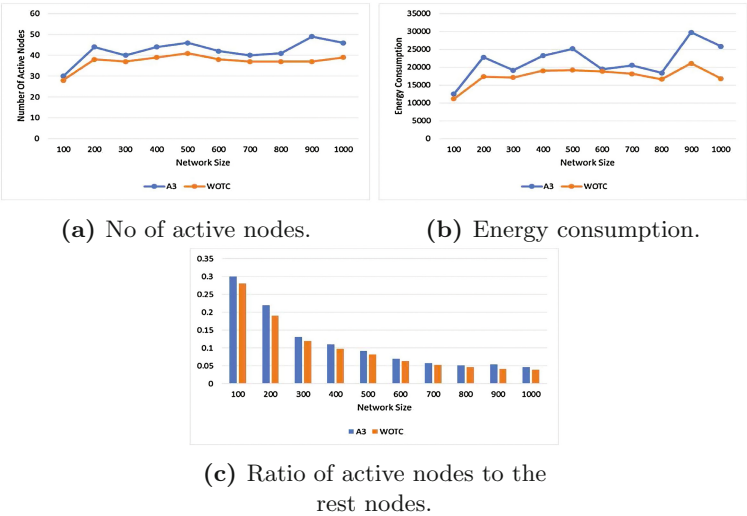 60
50
40
30
20
10
0
Number Of Active Nodes
100 200 300 400 500 600 700 800 900 1000
Network Size
A3 WOTC
(a) No of active nodes.
35000
30000
25000
20000
15000
10000
5000
0
Energy Consumption
100 200 300 400 500 600 700 800 900 1000
Network Size
A3 WOTC
(b) Energy consumption.
0.35
0.3
0.25
0.2
0.15
0.1
0.05
0
100 200 300 400 500 600 700 800 900 1000
Network Size
A3 WOTC
(c) Ratio of active nodes to the
rest nodes.